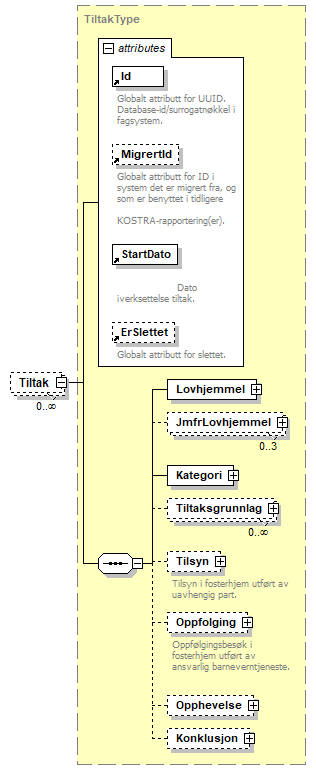 TiltakType
attributes
Id
Globalt attributt for UUID.
Database-id/surrogatnøkkel i
fagsystem.
MigrertId
Globalt attributt for ID i
system det er migrert fra, og
som er benyttet i tidligere
KOSTRA-rapportering(er).
StartDato
Dato
iverksettelse tiltak.
ErSlettet
Globalt attributt for slettet.
Tiltak
0..∞
Lovhjemmel
JmfrLovhjemmel
0..3
Kategori
Tiltaksgrunnlag
0..∞
Tilsyn
Tilsyn i fosterhjem utført av
uavhengig part.
Oppfolging
Oppfølgingsbesøk i
fosterhjem utført av
ansvarlig barneverntjeneste.
Opphevelse
Konklusjon